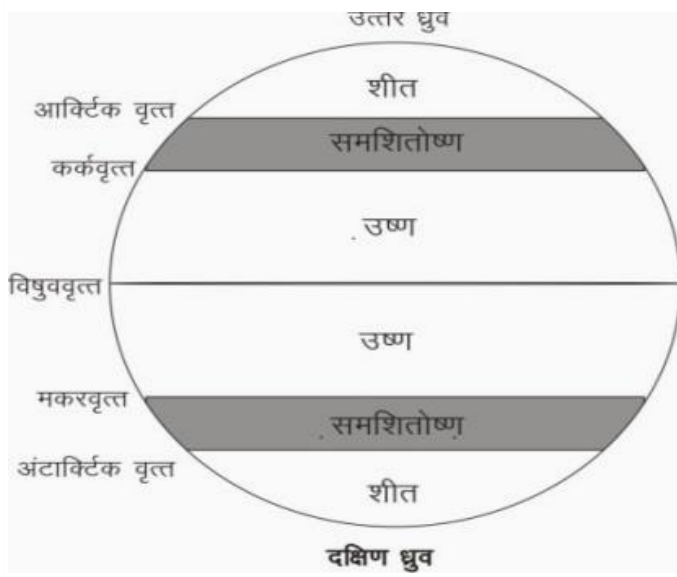 उत्तर ध्रुव
शीत
आर्क्टिक वृत्त
समशितोष्ण
कर्कवृत्त
उष्ण
विषुववृत्त
उष्ण
मकरवृत्त
समशितोष्ण
अंटार्क्टिक वृत्त
शीत
दक्षिण ध्रुव